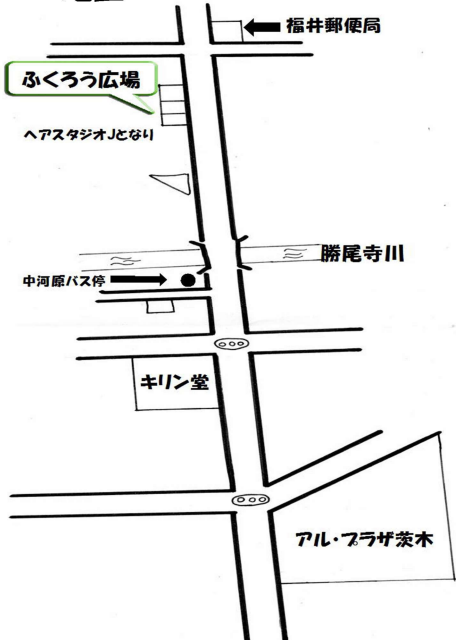 福井郵便局
ふくろう広場
ヘアスタジオJとなり
勝尾寺川
中河原バス停
キリン堂
アル・プラザ茨木